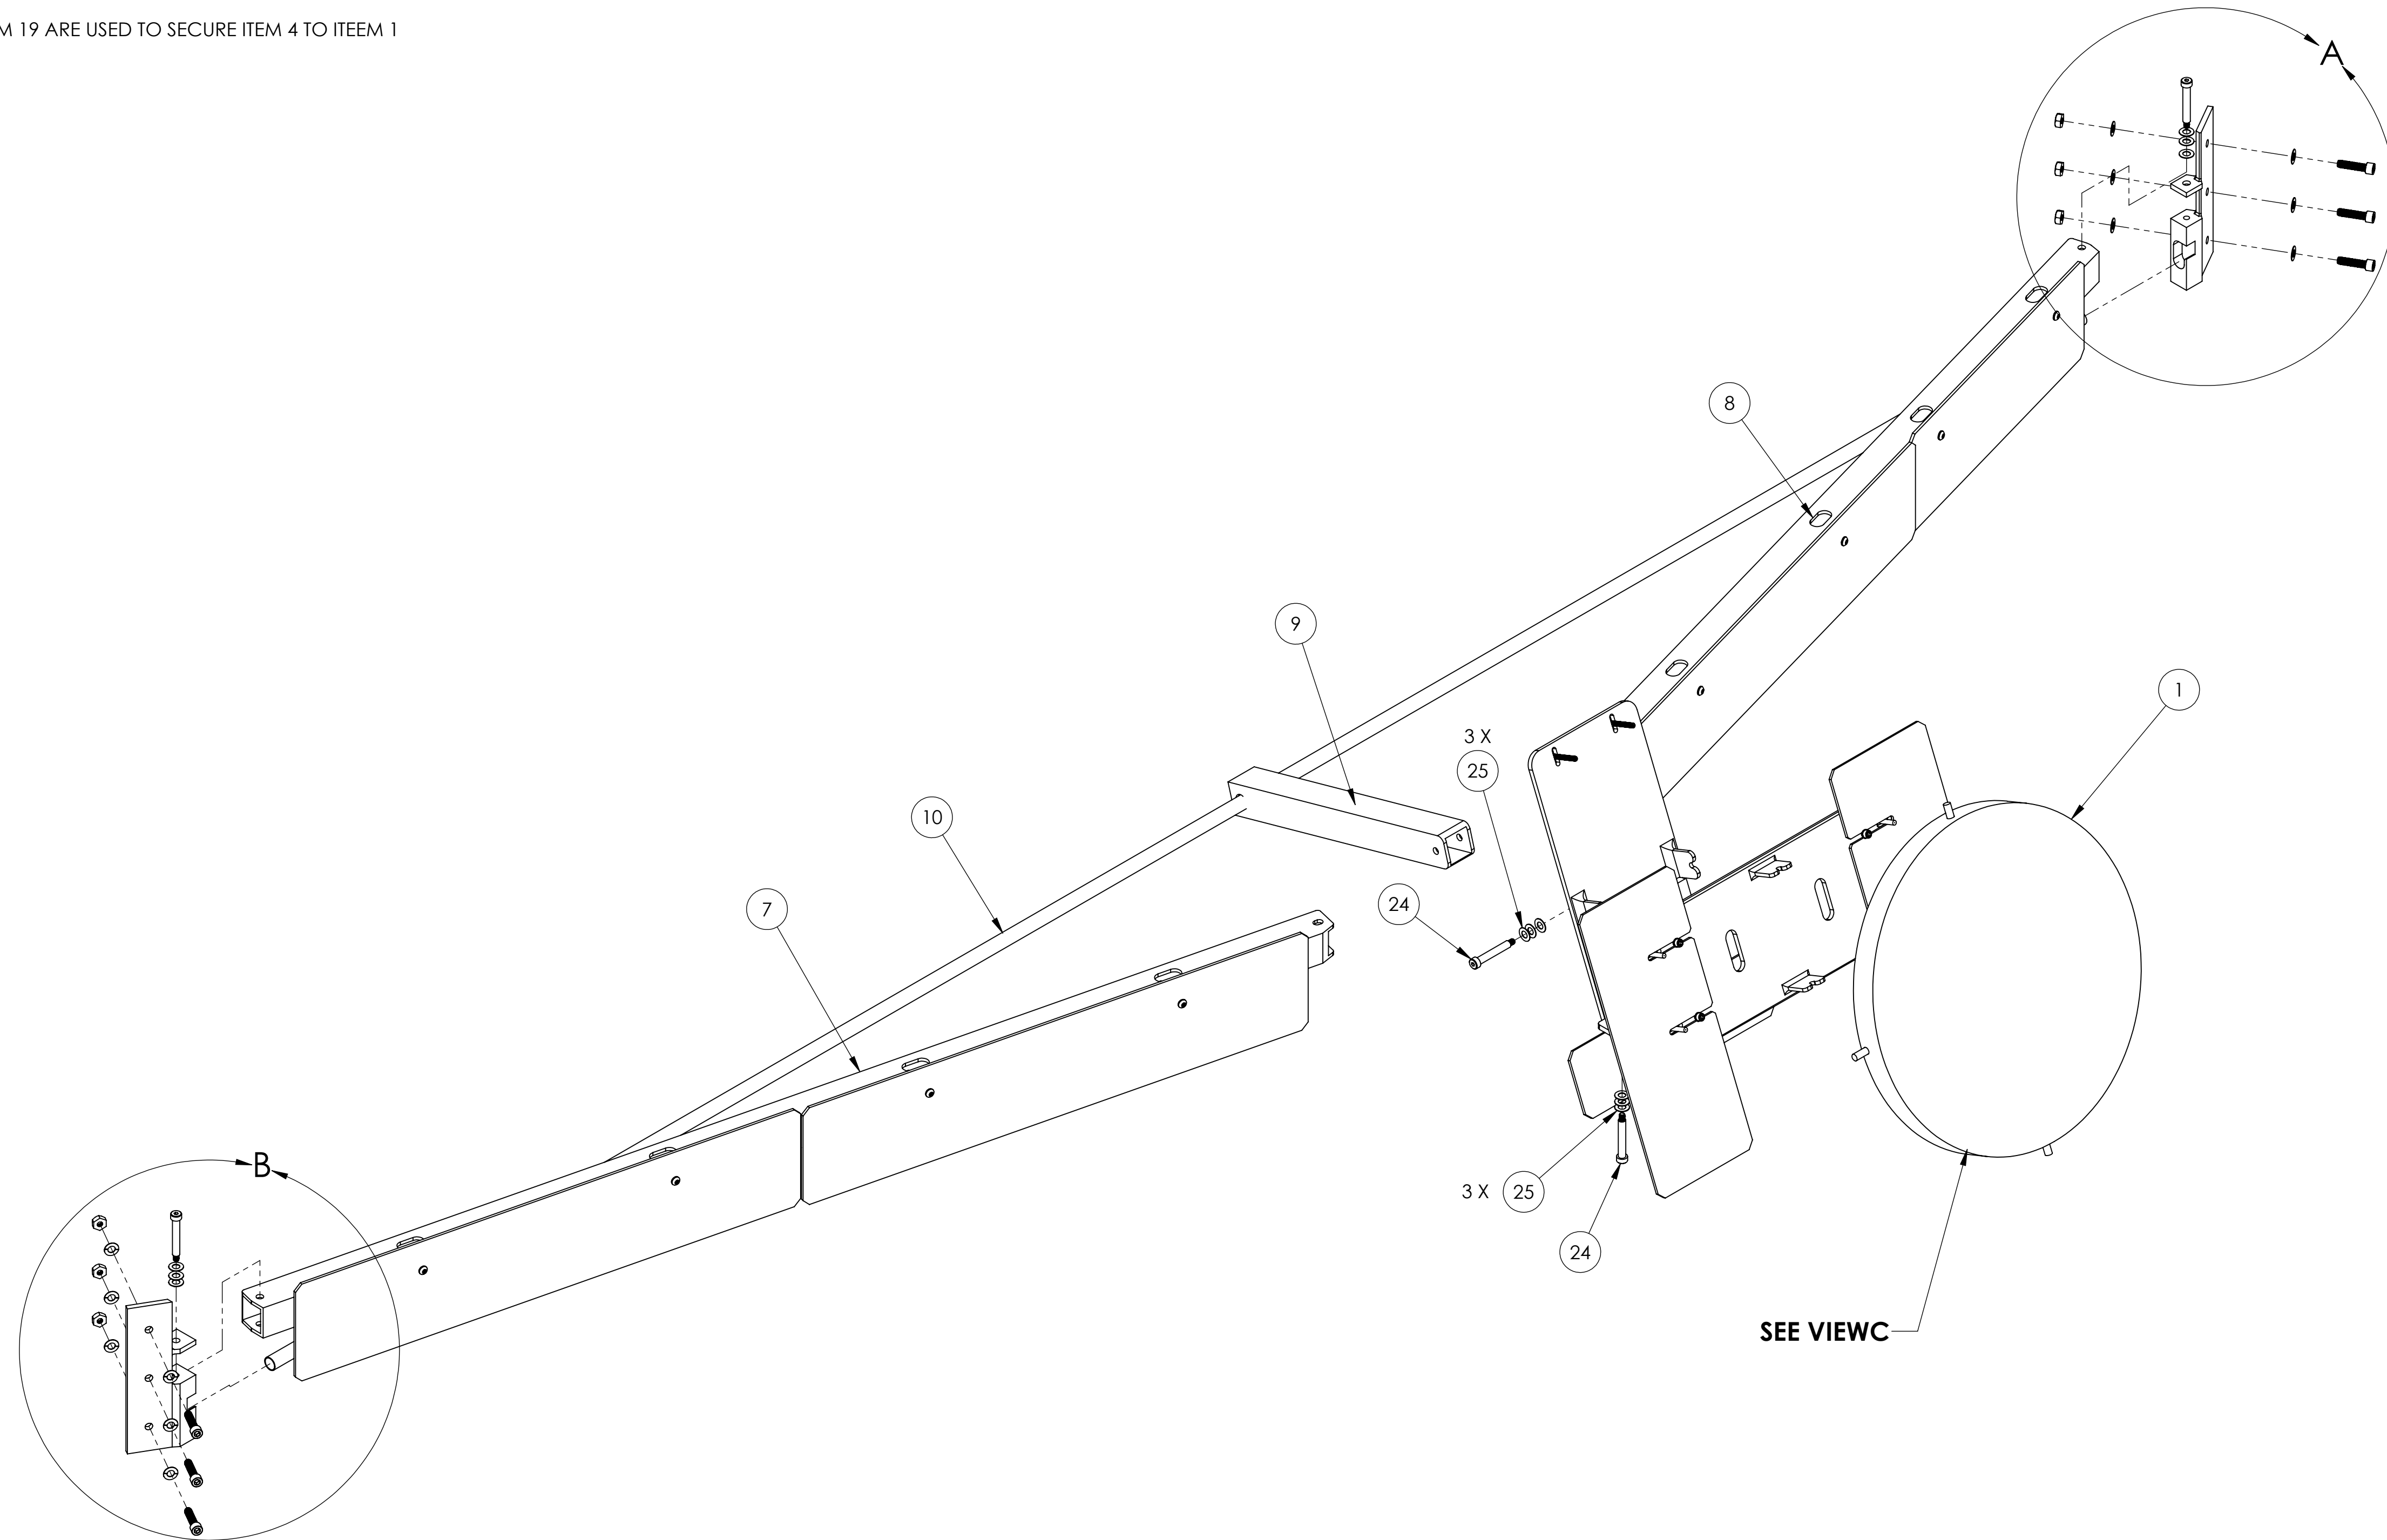 M 19 ARE USED TO SECURE ITEM 4 TO ITEEM 1
A
8
9
1
3 X
25
10
24
7
B
3 X 25
24
SEE VIEWC